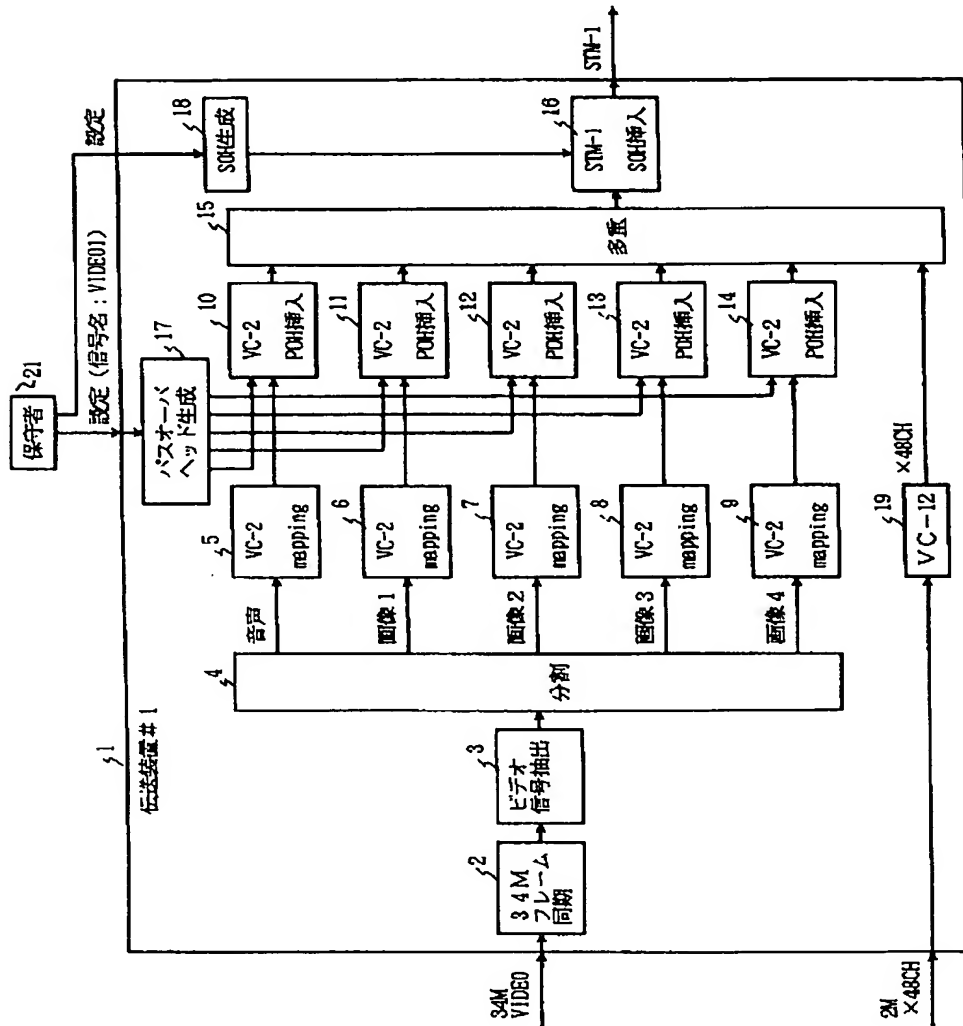 保守者
21
設定（信号名：VIDEO1）
設定
1
伝送装置＃1
17
パスオーバ
ヘッド生成
18
SOH生成
34M
VIDEO
2
34M
フレーム
同期
3
ビデオ
信号抽出
4
分割
音声
5
VC-2
mapping
10
VC-2
POH挿入
画像1
6
VC-2
mapping
11
VC-2
POH挿入
画像2
7
VC-2
mapping
12
VC-2
POH挿入
画像3
8
VC-2
mapping
13
VC-2
POH挿入
画像4
9
VC-2
mapping
14
VC-2
POH挿入
15
多重
16
STM-1
SOH挿入
STM-1
2M
×48CH
19
VC-12
×48CH